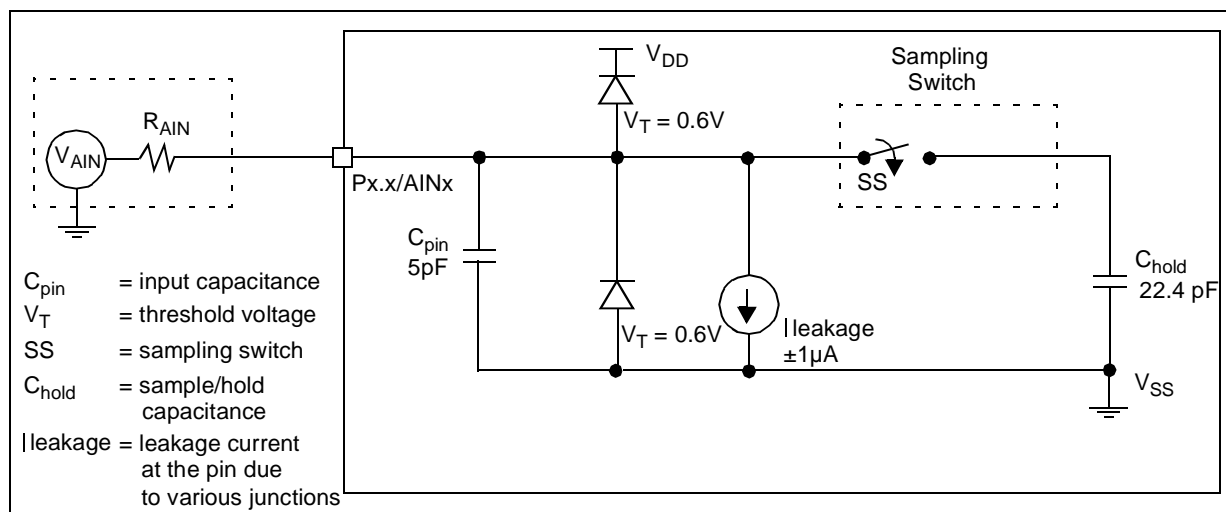 V_DD
Sampling
Switch
R_AIN
V_T = 0.6V
V_AIN
Px.x/AINx
SS
C_pin
5pF
C_hold
22.4 pF
V_T = 0.6V
I leakage
±1µA
V_SS
C_pin = input capacitance
V_T = threshold voltage
SS = sampling switch
C_hold = sample/hold
capacitance
I leakage = leakage current
at the pin due
to various junctions